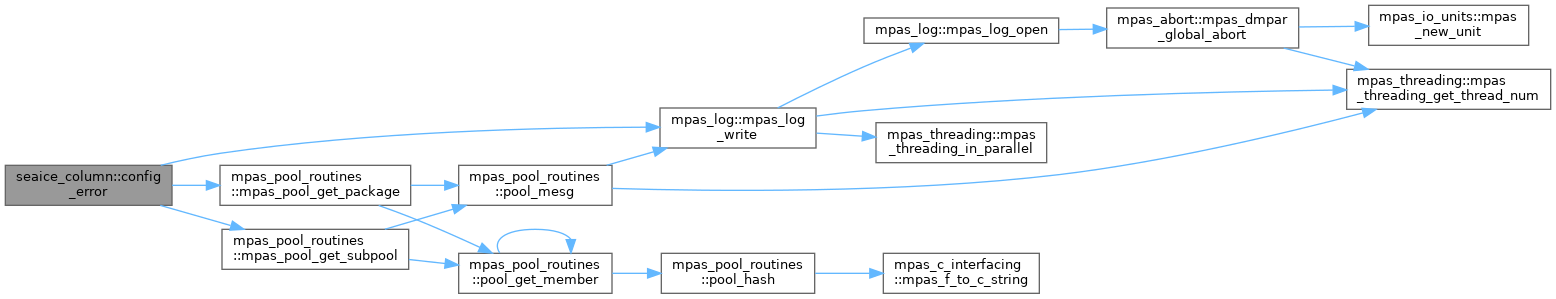 seaice_column::config
_error
mpas_pool_routines
::mpas_pool_get_package
mpas_pool_routines
::mpas_pool_get_subpool
mpas_pool_routines
::pool_mesg
mpas_pool_routines
::pool_get_member
mpas_log::mpas_log
_write
mpas_pool_routines
::pool_hash
mpas_log::mpas_log_open
mpas_threading::mpas
_threading_in_parallel
mpas_c_interfacing
::mpas_f_to_c_string
mpas_abort::mpas_dmpar
_global_abort
mpas_io_units::mpas
_new_unit
mpas_threading::mpas
_threading_get_thread_num